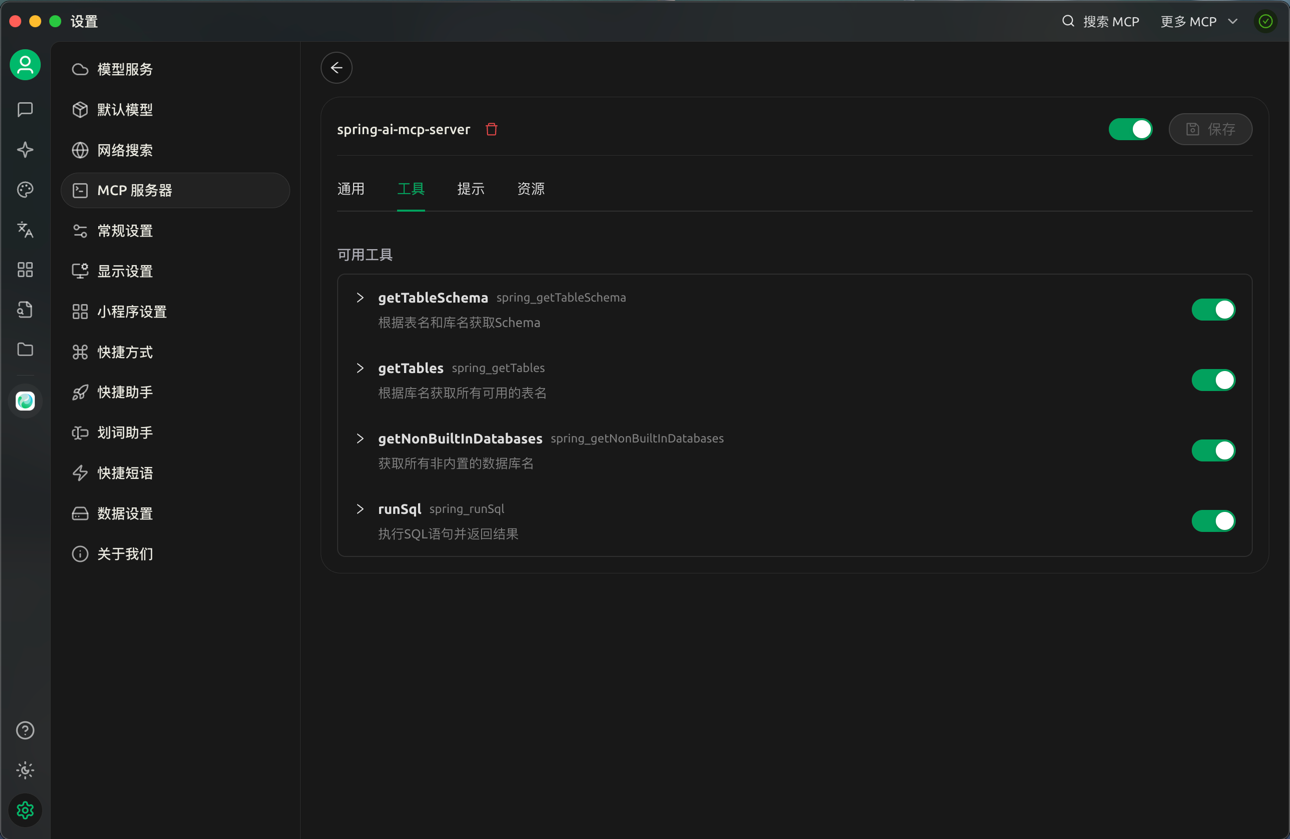 设置
搜索 MCP
更多 MCP
模型服务
默认模型
网络搜索
MCP 服务器
常规设置
显示设置
小程序设置
快捷方式
快捷助手
划词助手
快捷短语
数据设置
关于我们
spring-ai-mcp-server
保存
通用
工具
提示
资源
可用工具
getTableSchema spring_getTableSchema
根据表名和库名获取Schema
getTables spring_getTables
根据库名获取所有可用的表名
getNonBuiltInDatabases spring_getNonBuiltInDatabases
获取所有非内置的数据库名
runSql spring_runSql
执行SQL语句并返回结果